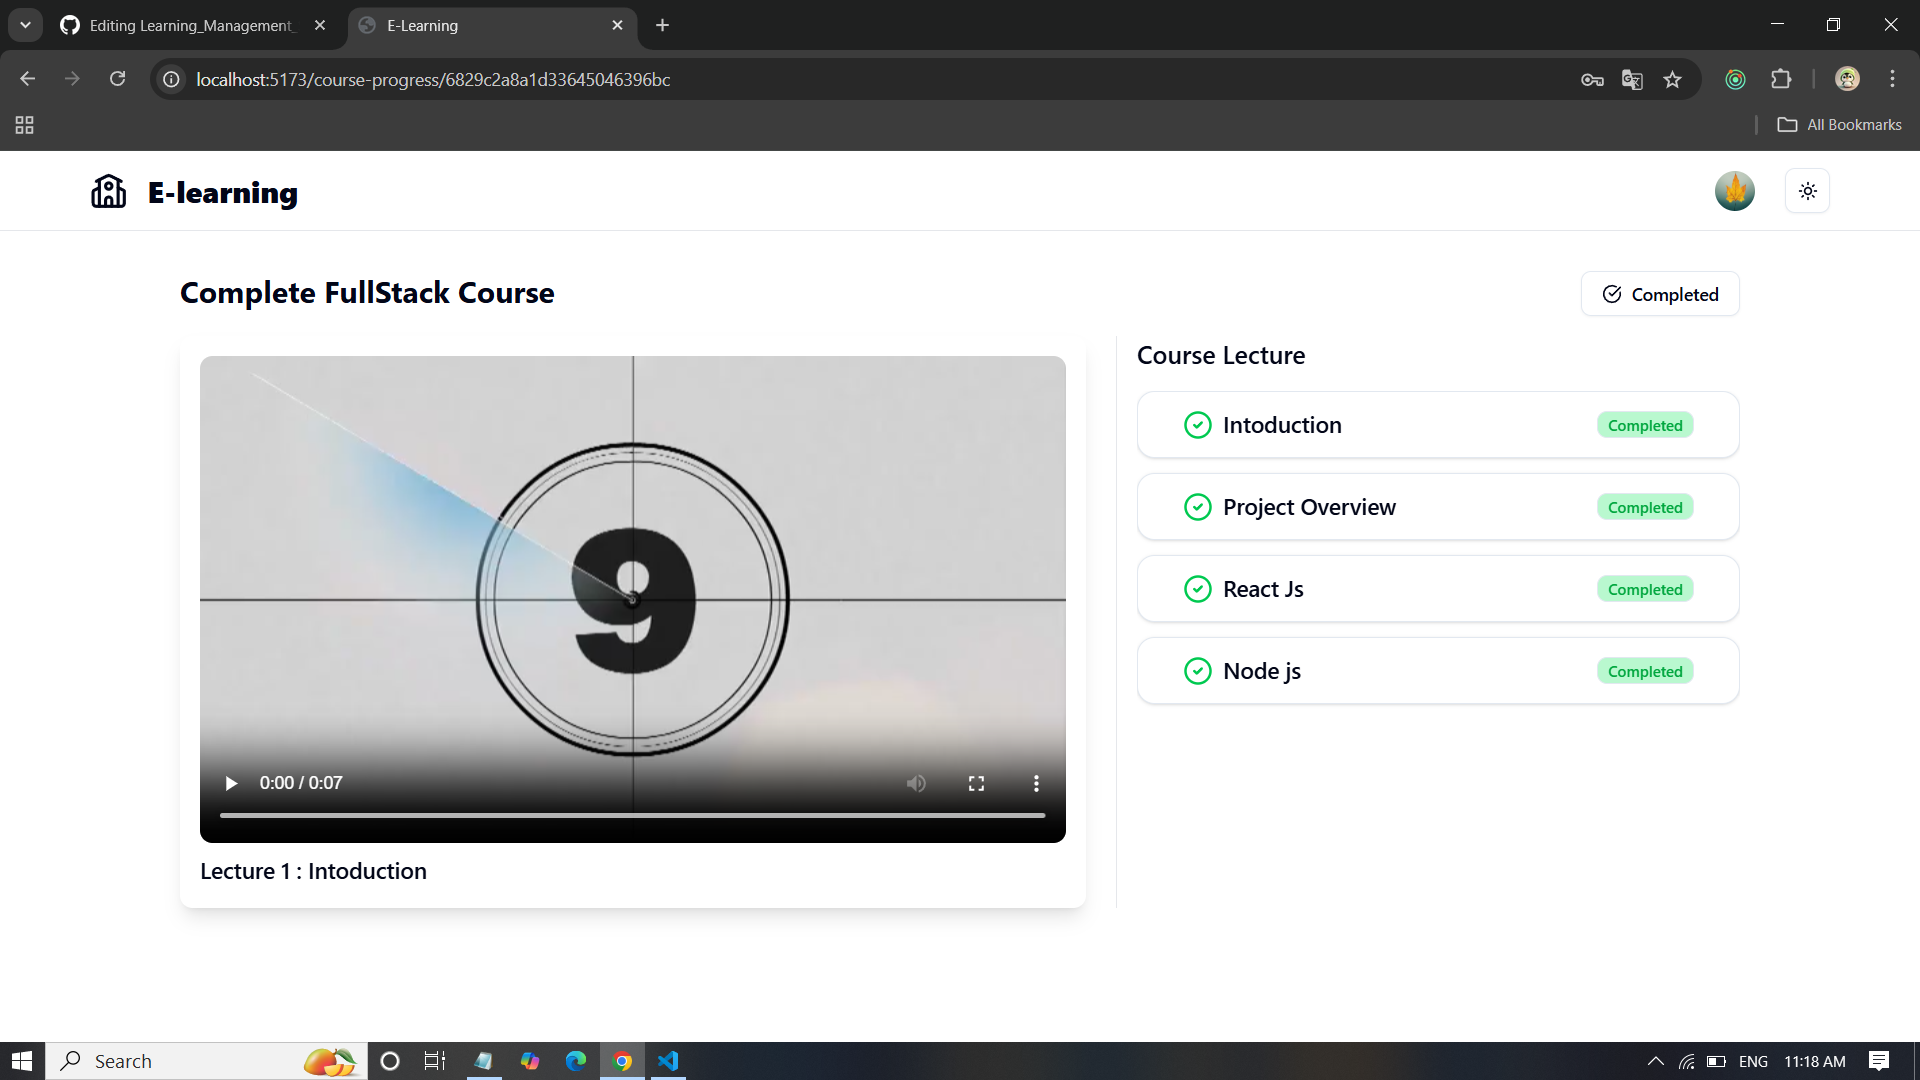 Editing Learning_Management_
E-Learning
localhost:5173/course-progress/6829c2a8a1d33645046396bc
All Bookmarks
E-learning
Complete FullStack Course
Completed
9
0:00 / 0:07
Lecture 1 : Intoduction
Course Lecture
Intoduction
Completed
Project Overview
Completed
React Js
Completed
Node js
Completed
Search
ENG
11:18 AM